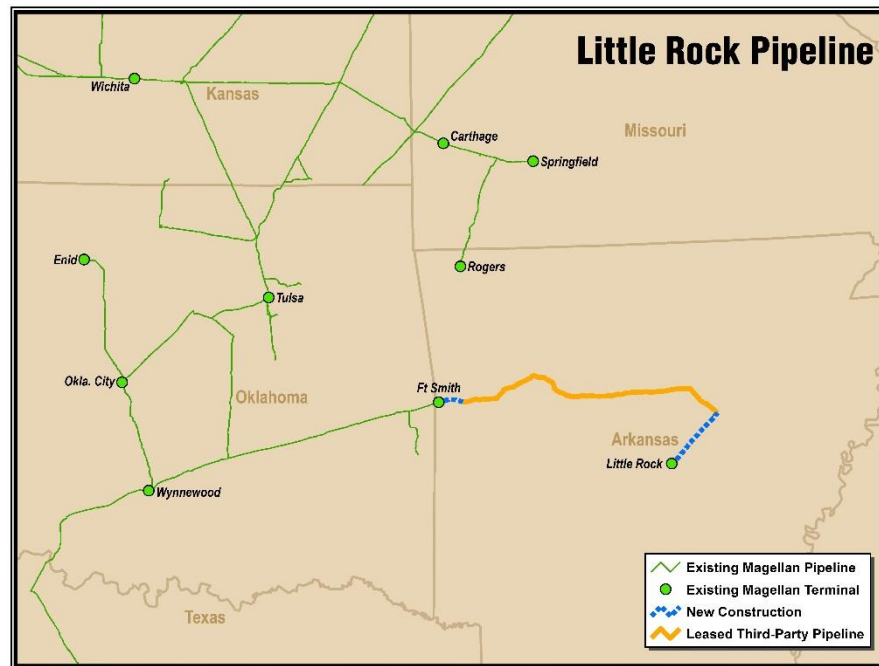 Little Rock Pipeline
Wichita
Kansas
Carthage
Missouri
Springfield
Enid
Rogers
Tulsa
Okla. City
Ft Smith
Oklahoma
Arkansas
Little Rock
Wynnewood
Texas
Existing Magellan Pipeline
Existing Magellan Terminal
New Construction
Leased Third-Party Pipeline